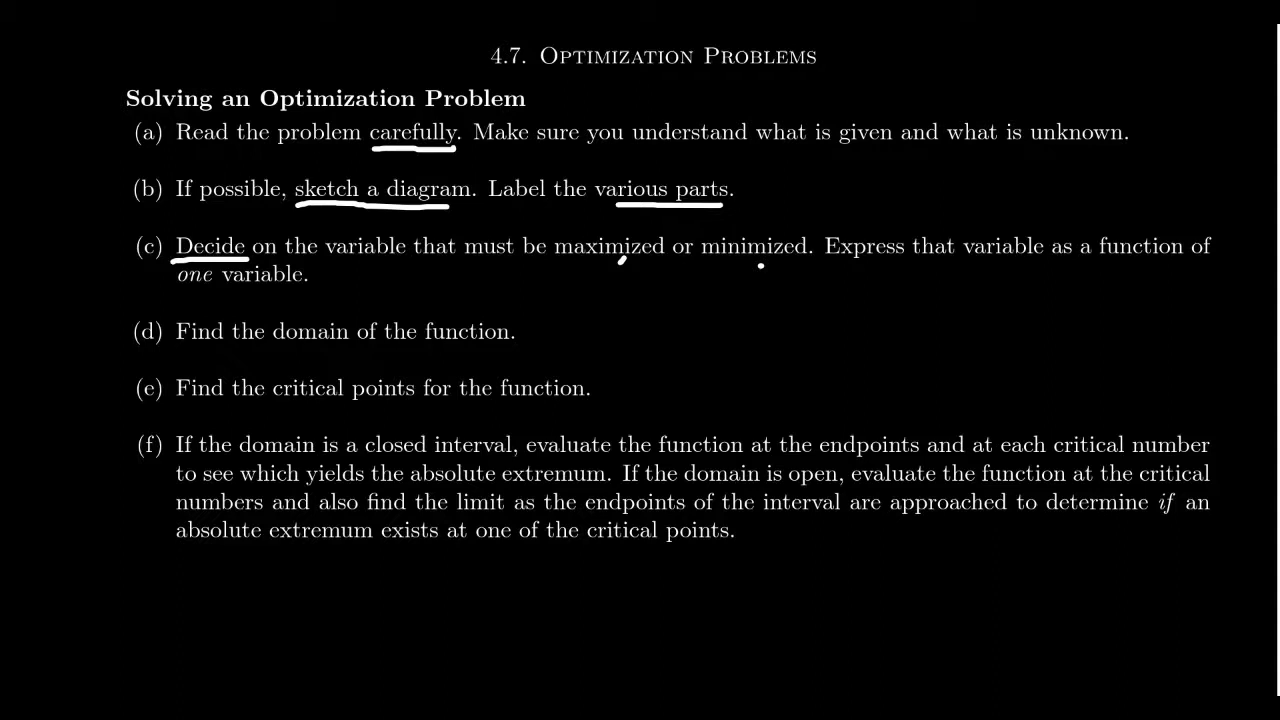 4.7. Optimization Problems
Solving an Optimization Problem
(a) Read the problem carefully. Make sure you understand what is given and what is unknown.
(b) If possible, sketch a diagram. Label the various parts.
(c) Decide on the variable that must be maximized or minimized. Express that variable as a function of
one variable.
(d) Find the domain of the function.
(e) Find the critical points for the function.
(f) If the domain is a closed interval, evaluate the function at the endpoints and at each critical number
to see which yields the absolute extremum. If the domain is open, evaluate the function at the critical
numbers and also find the limit as the endpoints of the interval are approached to determine if an
absolute extremum exists at one of the critical points.